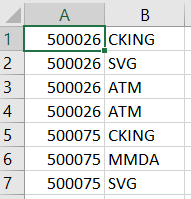 A B
1 500026 CKING
2 500026 SVG
3 500026 ATM
4 500026 ATM
5 500075 CKING
6 500075 MMDA
7 500075 SVG